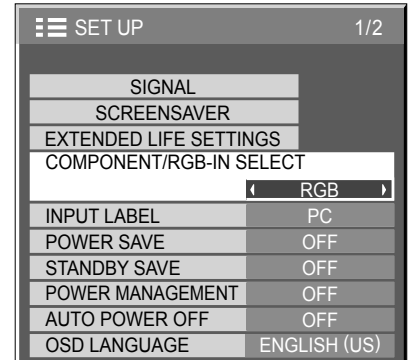 SET UP 1/2
SIGNAL
SCREENSAVER
EXTENDED LIFE SETTINGS
COMPONENT/RGB-IN SELECT
RGB
INPUT LABEL PC
POWER SAVE OFF
STANDBY SAVE OFF
POWER MANAGEMENT OFF
AUTO POWER OFF OFF
OSD LANGUAGE ENGLISH (US)